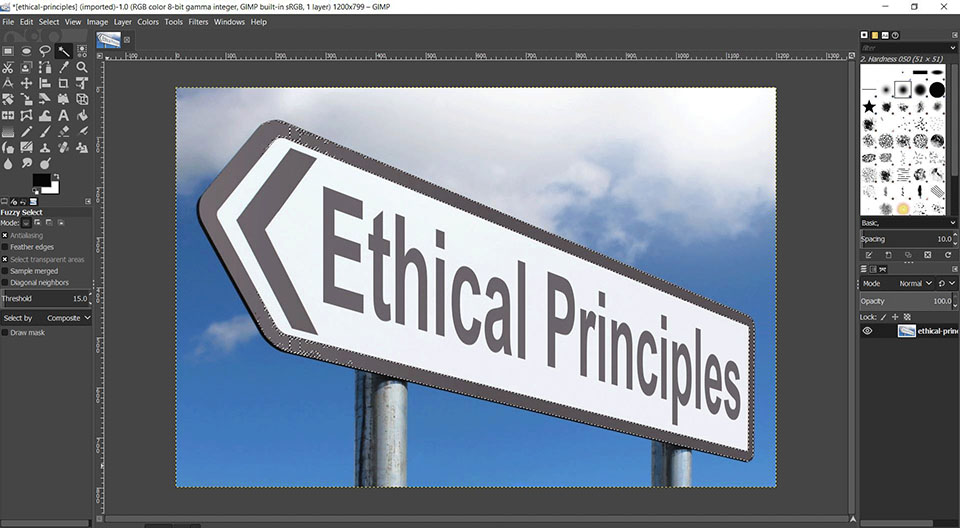 *[ethical-principles] (imported)-1.0 (RGB color 8-bit gamma integer, GIMP built-in sRGB, 1 layer) 1200x799 – GIMP
File Edit Select View Image Layer Colors Tools Filters Windows Help
Fuzzy Select
Mode:
Antialiasing
Feather edges
Select transparent areas
Sample merged
Diagonal neighbors
Threshold 15.0
Select by Composite
Draw mask
Ethical Principles
filter
2. Hardness 050 (51 × 51)
Basic,
Spacing 10.0
Mode Normal
Opacity 100.0
Lock:
ethical-prin